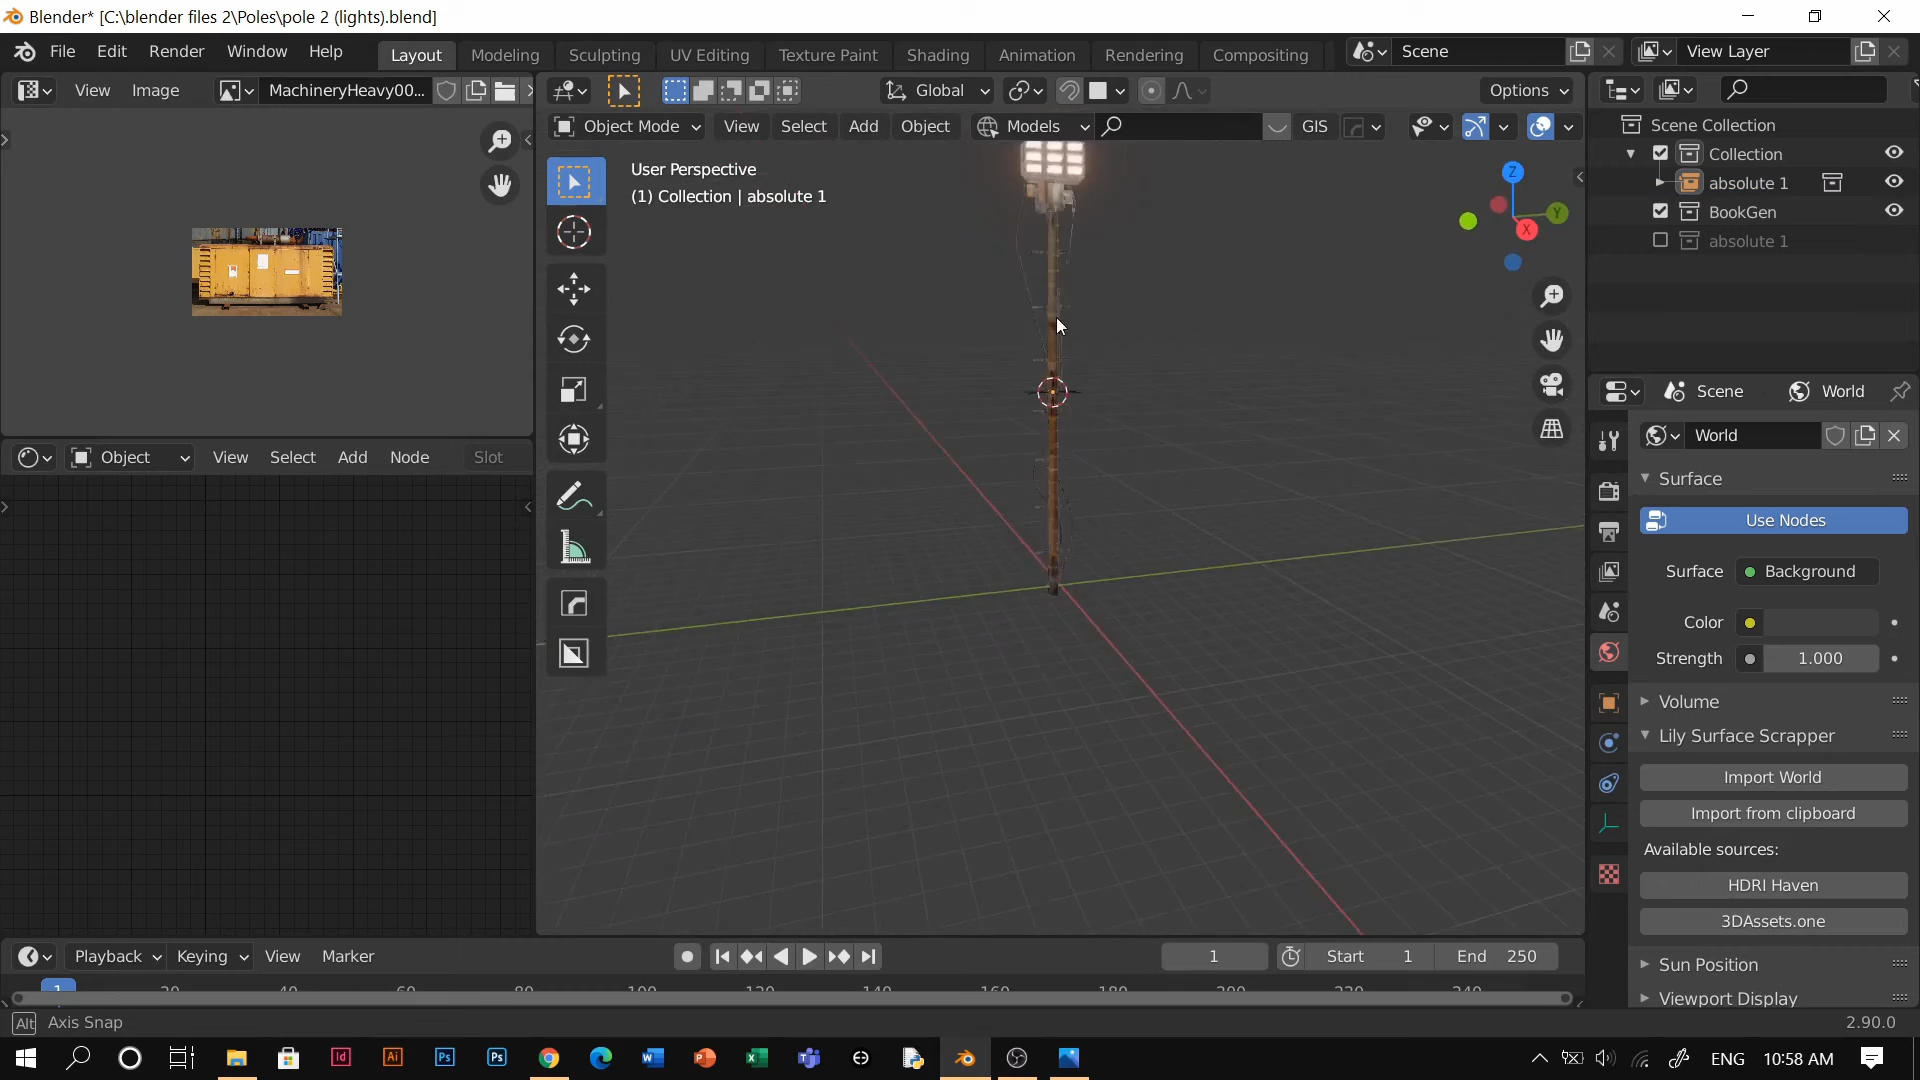 Blender* [C:\blender files 2\Poles\pole 2 (lights).blend]
File Edit Render Window Help Layout Modeling Sculpting UV Editing Texture Paint Shading Animation Rendering Compositing Scene View Layer
View Image MachineryHeavy00... Global Options
Object Mode View Select Add Object Models GIS
User Perspective
(1) Collection | absolute 1
Z
Y
X
Scene Collection
Collection
absolute 1
BookGen
absolute 1
Scene World
World
Surface
Use Nodes
Surface Background
Color
Strength 1.000
Volume
Lily Surface Scrapper
Import World
Import from clipboard
Available sources:
HDRI Haven
3DAssets.one
Sun Position
Viewport Display
Object View Select Add Node Slot
Playback Keying View Marker 1 Start 1 End 250
1 20 40 60 80 100 120 140 160 180 200 220 240
Alt Axis Snap 2.90.0
Id Ai Ps Ps ENG 10:58 AM